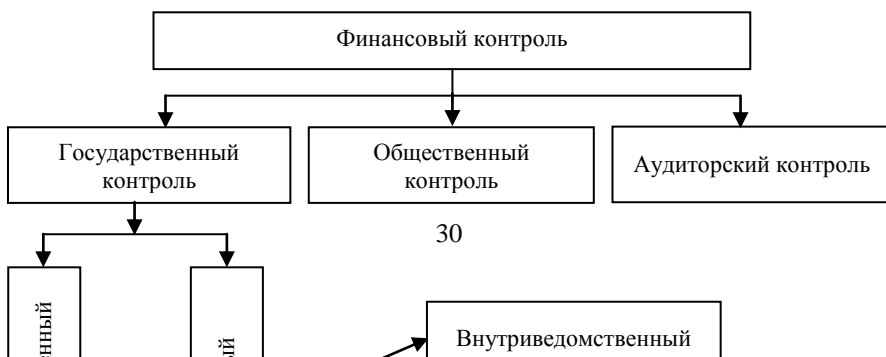 Финансовый контроль
Государственный
контроль
Общественный
контроль
Аудиторский контроль
30
Внутриведомственный